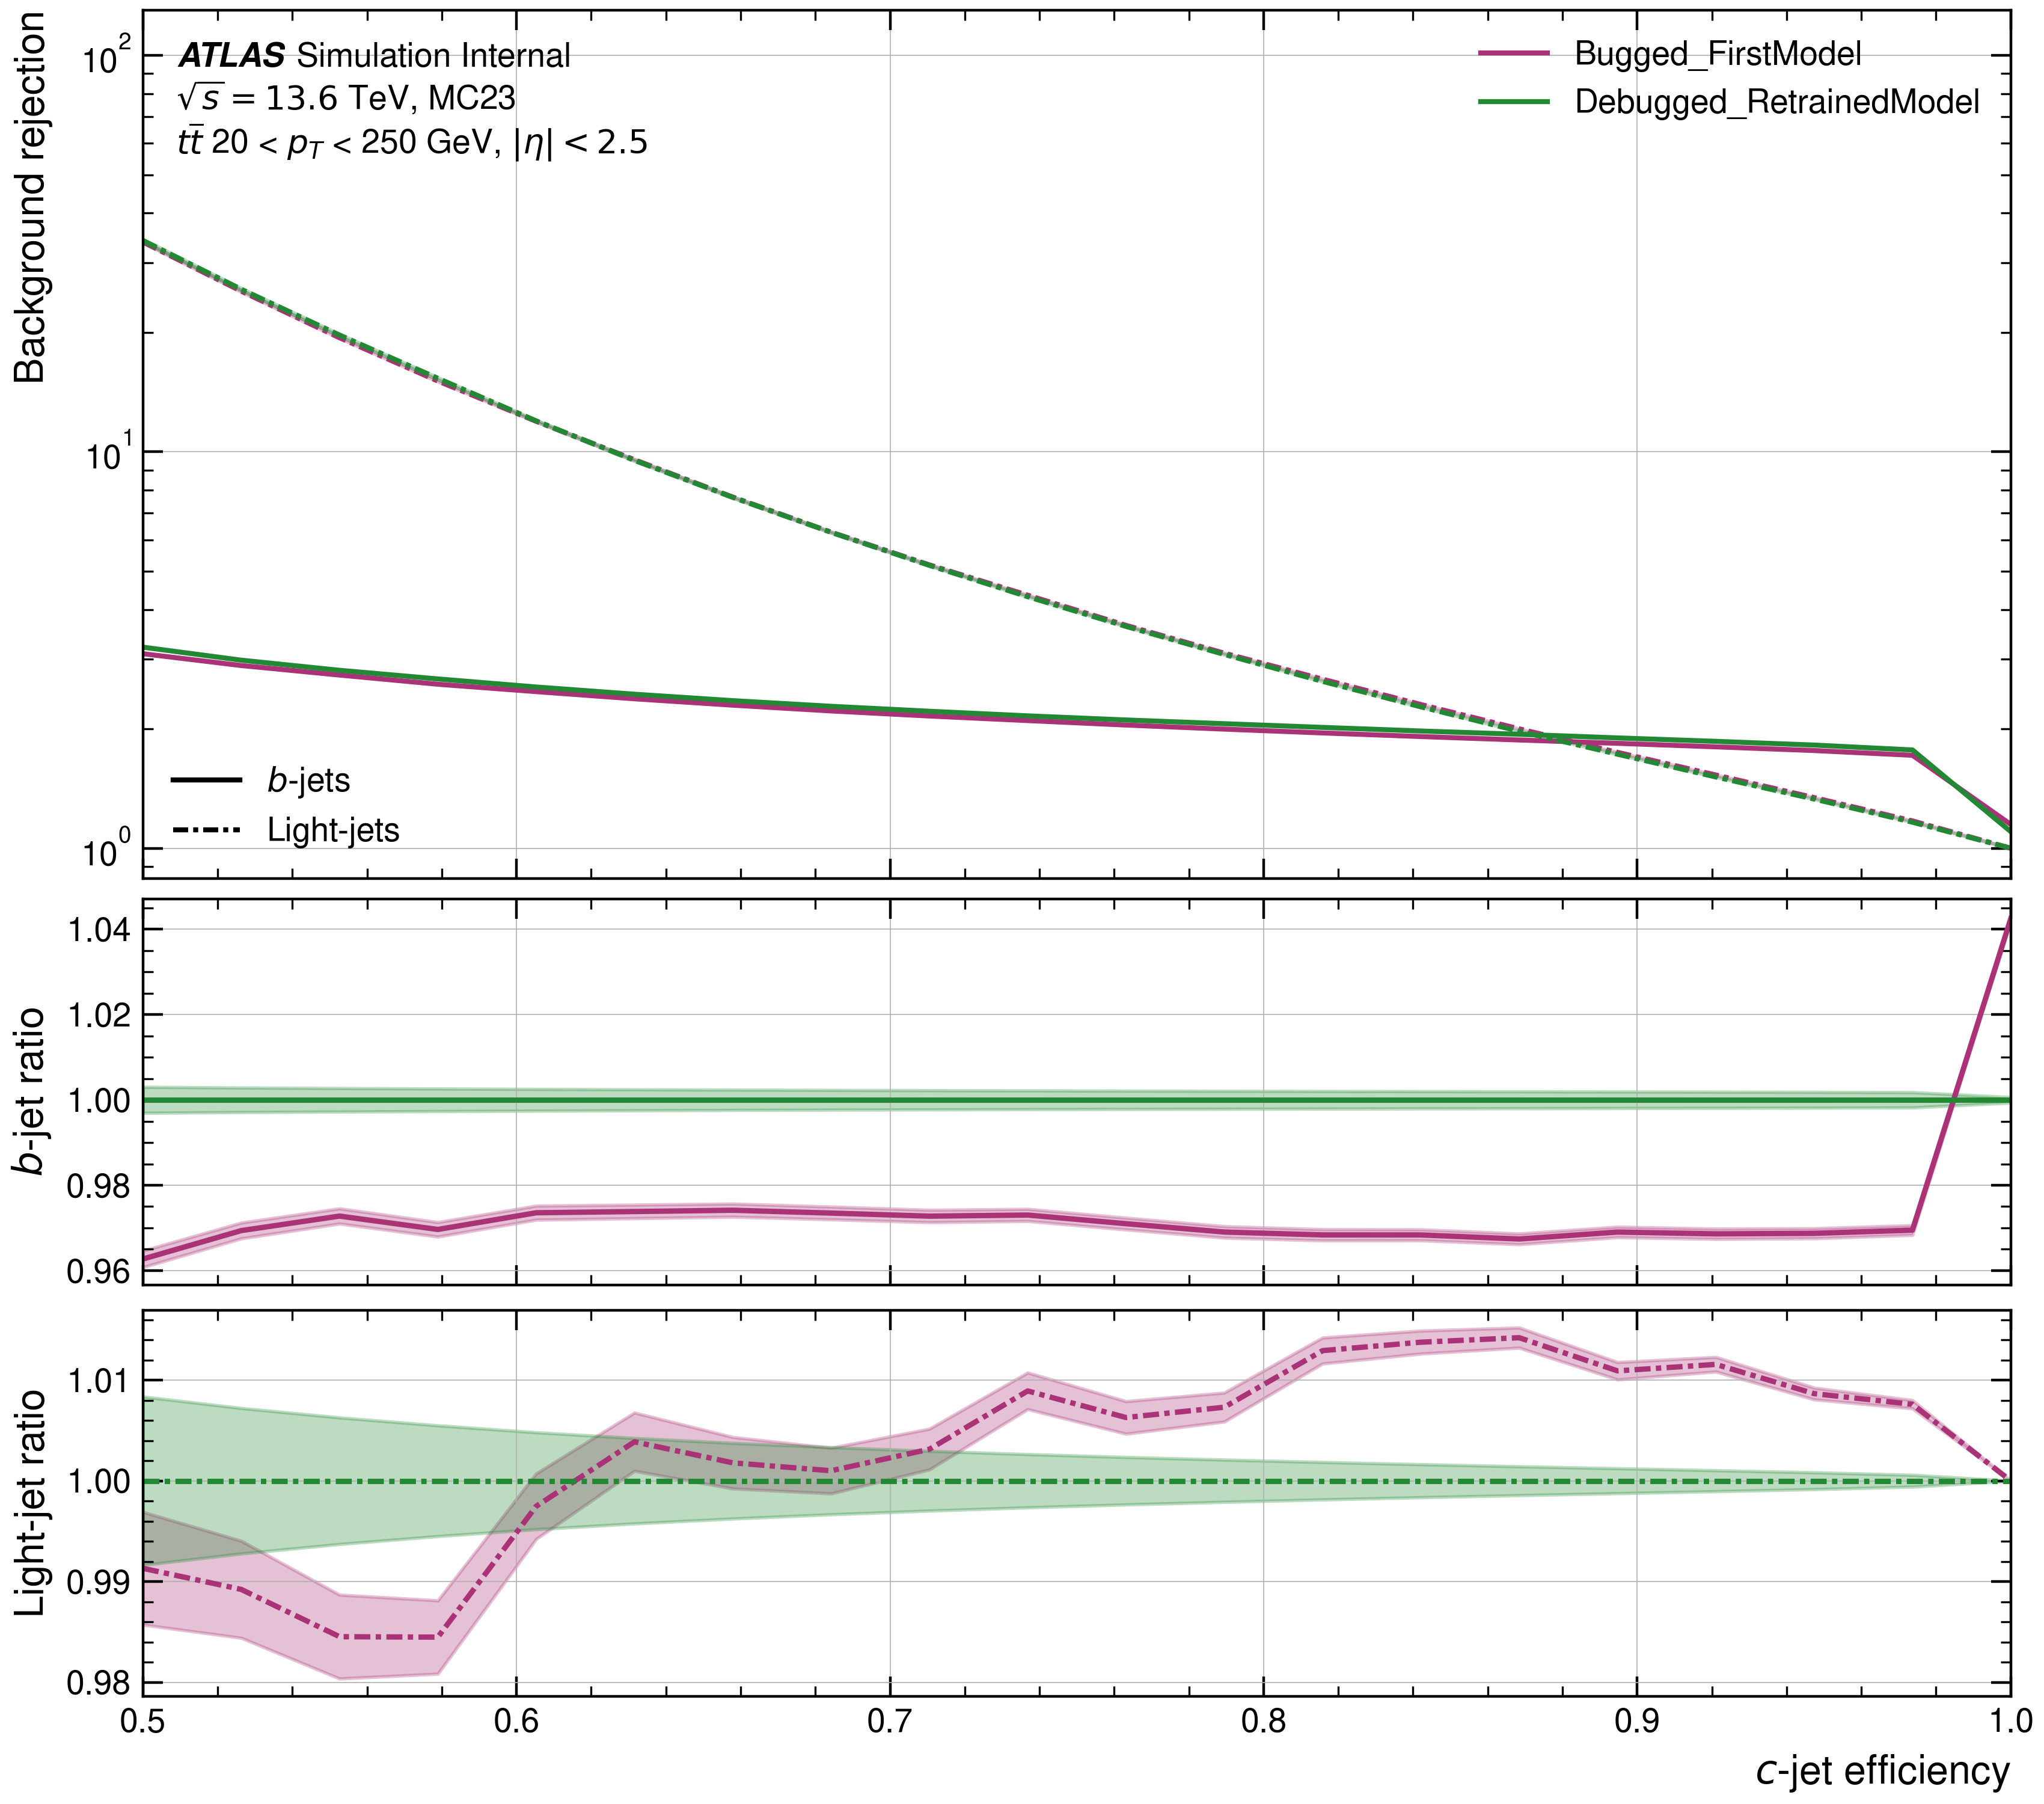 Background rejection
10²
10¹
10⁰
ATLAS Simulation Internal
√s = 13.6 TeV, MC23
tt̄ 20 < p_T < 250 GeV, |η| < 2.5
Bugged_FirstModel
Debugged_RetrainedModel
b-jets
Light-jets
b-jet ratio
1.04
1.02
1.00
0.98
0.96
Light-jet ratio
1.01
1.00
0.99
0.98
0.5 0.6 0.7 0.8 0.9 1.0
c-jet efficiency